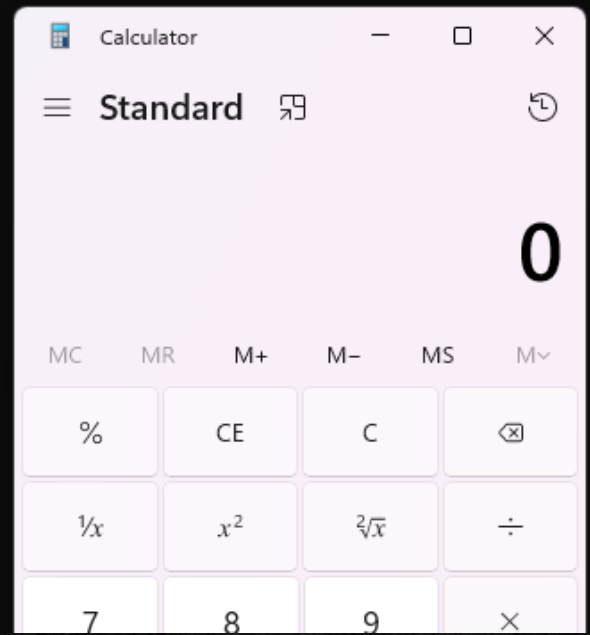 Calculator
Standard
0
MC MR M+ M− MS M
% CE C
¹/x x² ²√x ÷
7 8 9 ×